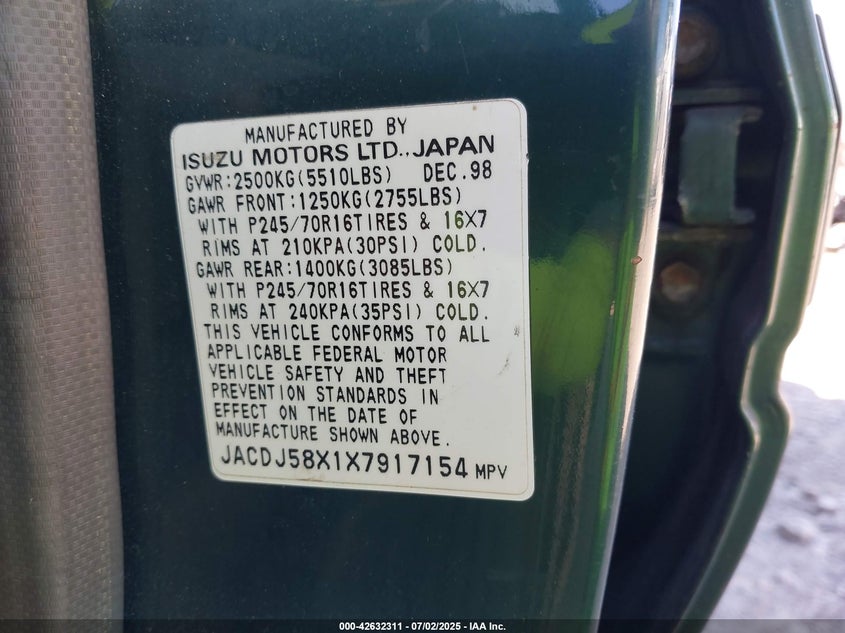 MANUFACTURED BY
ISUZU MOTORS LTD., JAPAN
GVWR:2500KG(5510LBS) DEC.98
GAWR FRONT:1250KG(2755LBS)
WITH P245/70R16TIRES & 16X7
RIMS AT 210KPA(30PSI) COLD.
GAWR REAR:1400KG(3085LBS)
WITH P245/70R16TIRES & 16X7
RIMS AT 240KPA(35PSI) COLD.
THIS VEHICLE CONFORMS TO ALL
APPLICABLE FEDERAL MOTOR
VEHICLE SAFETY AND THEFT
PREVENTION STANDARDS IN
EFFECT ON THE DATE OF
MANUFACTURE SHOWN ABOVE.
JACDJ58X1X7917154 MPV
000-42632311 - 07/02/2025 - IAA Inc.